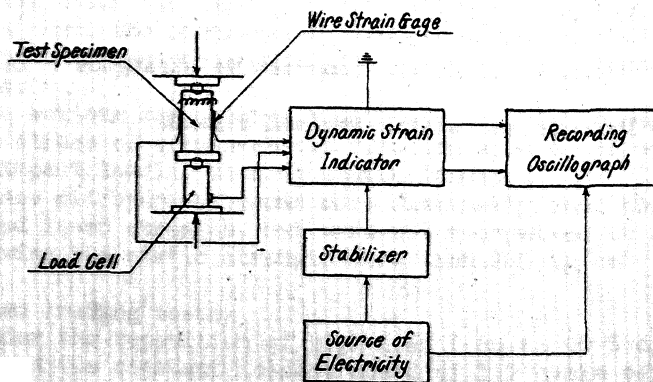 Wire Strain Gage
Test Specimen
Dynamic Strain
Indicator
Recording
Oscillograph
Load Cell
Stabilizer
Source of
Electricity